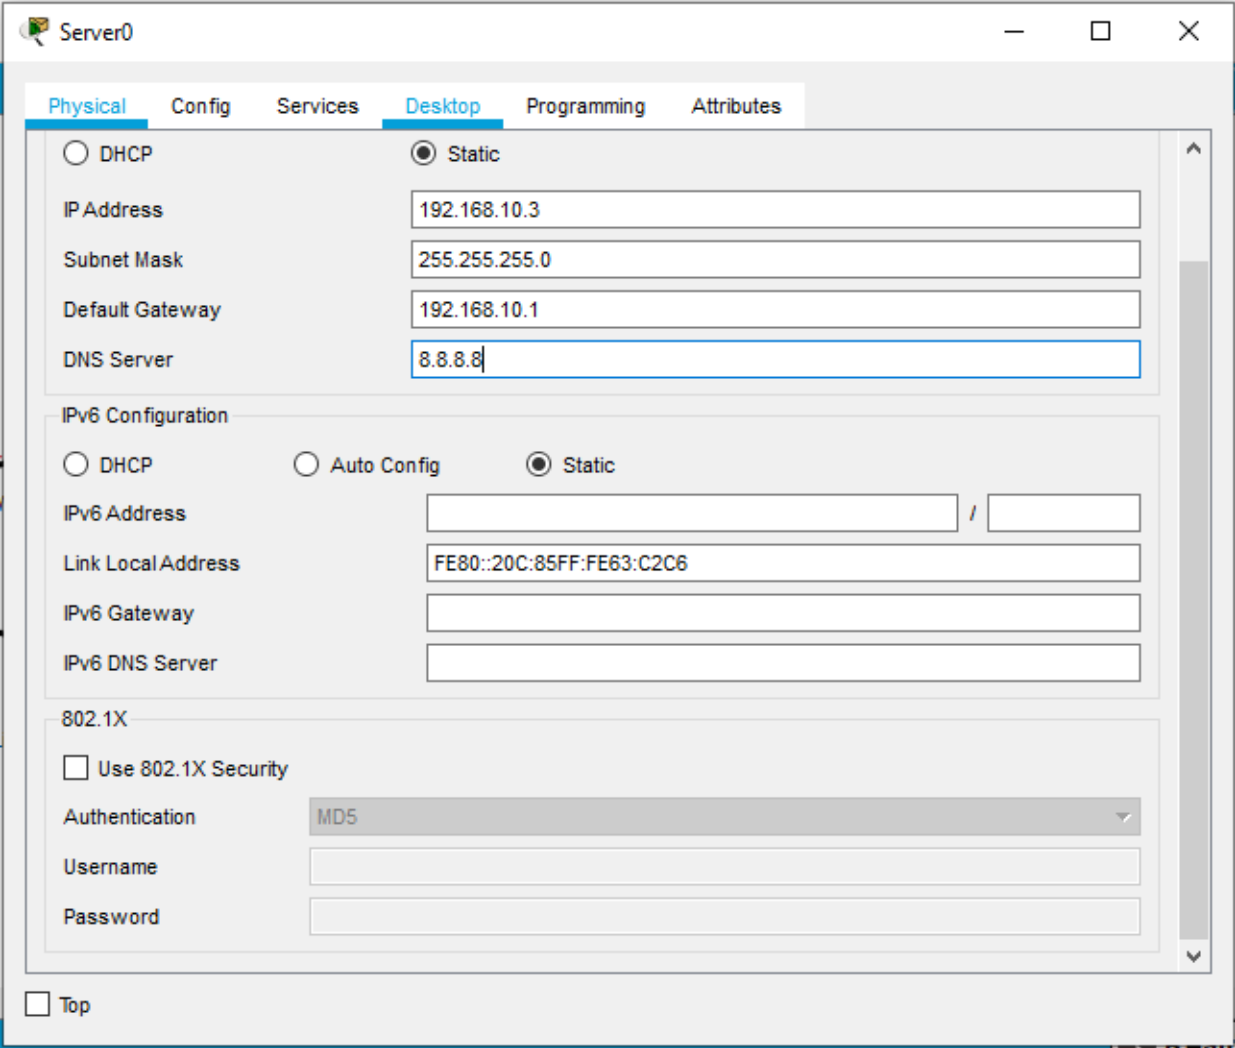 Server0
Physical Config Services Desktop Programming Attributes
DHCP Static
IP Address 192.168.10.3
Subnet Mask 255.255.255.0
Default Gateway 192.168.10.1
DNS Server 8.8.8.8
IPv6 Configuration
DHCP Auto Config Static
IPv6 Address /
Link Local Address FE80::20C:85FF:FE63:C2C6
IPv6 Gateway
IPv6 DNS Server
802.1X
Use 802.1X Security
Authentication MD5
Username
Password
Top